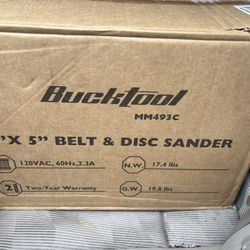 Bucktool
MM493C
" X 5" BELT & DISC SANDER
120VAC, 60Hz,3.3A
N.W. 17.4 lbs
2 Two-Year Warranty
G.W. 19.8 lbs